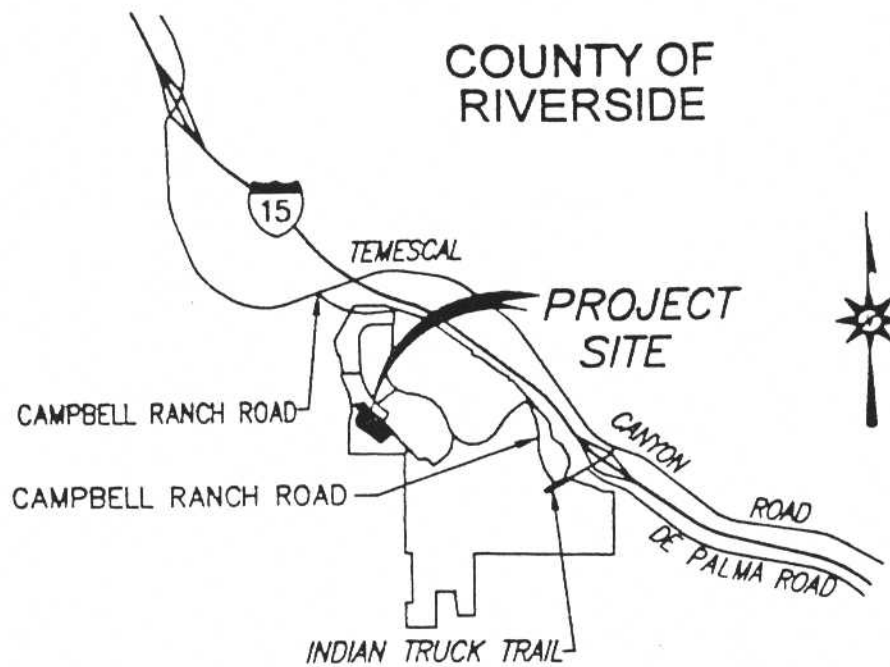 COUNTY OF
RIVERSIDE
15
TEMESCAL
PROJECT
SITE
CAMPBELL RANCH ROAD
CANYON
CAMPBELL RANCH ROAD
ROAD
DE PALMA ROAD
INDIAN TRUCK TRAIL